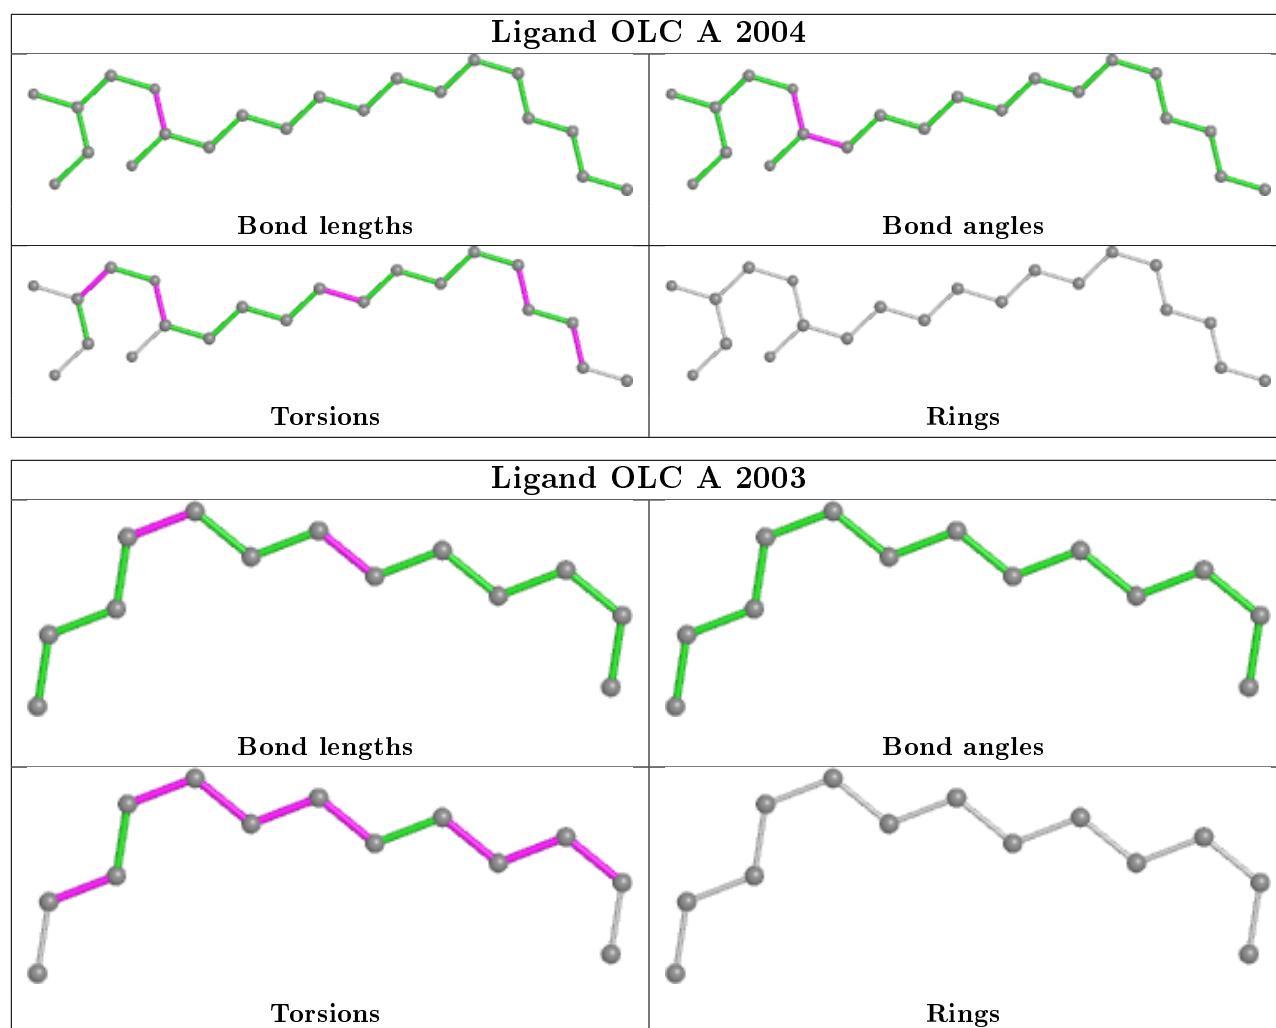 Ligand OLC A 2004
Bond lengths
Bond angles
Torsions
Rings
Ligand OLC A 2003
Bond lengths
Bond angles
Torsions
Rings